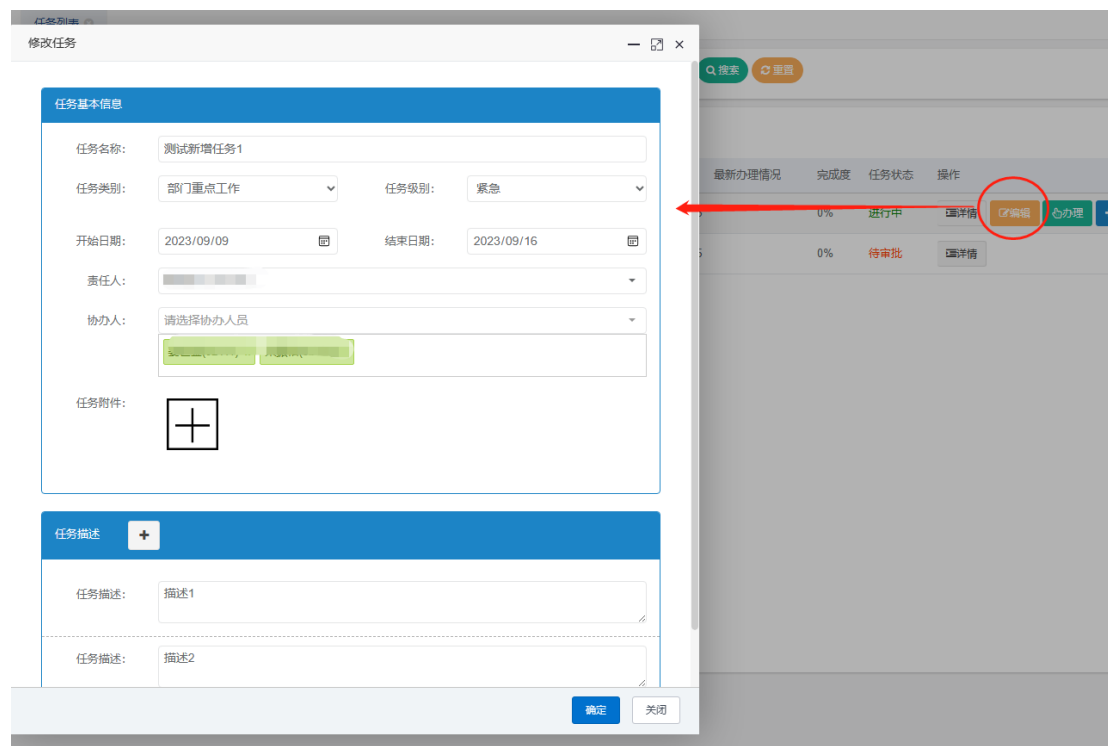 任务列表
修改任务
搜索 重置
任务基本信息
任务名称: 测试新增任务1
最新办理情况 完成度 任务状态 操作
任务类别: 部门重点工作 任务级别: 紧急
0% 进行中 详情 编辑 办理
开始日期: 2023/09/09 结束日期: 2023/09/16
0% 待审批 详情
责任人:
协办人: 请选择协办人员
任务附件:
任务描述 +
任务描述: 描述1
任务描述: 描述2
确定 关闭